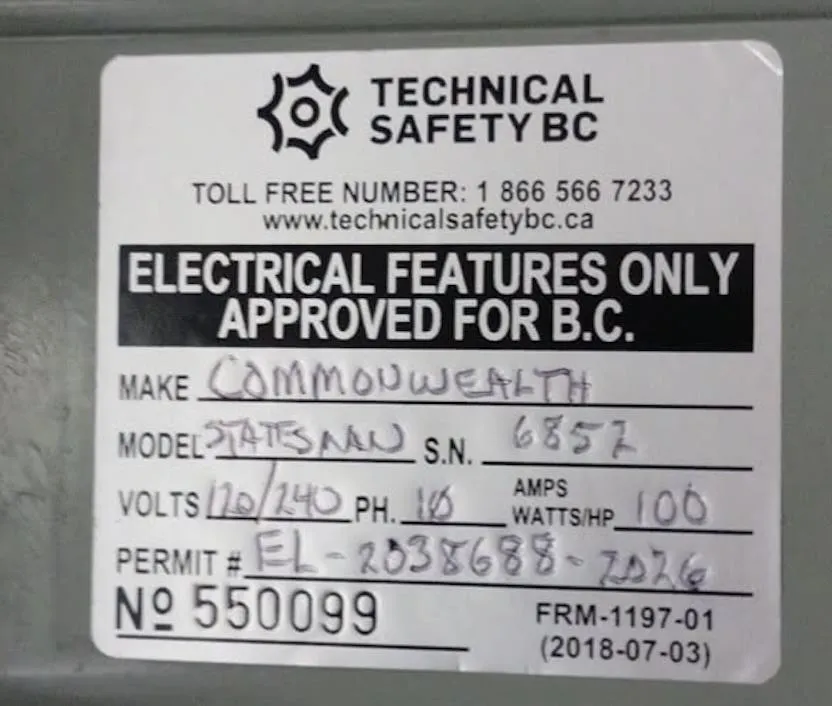 TECHNICAL
SAFETY BC
TOLL FREE NUMBER: 1 866 566 7233
www.technicalsafetybc.ca
ELECTRICAL FEATURES ONLY
APPROVED FOR B.C.
MAKE COMMONWEALTH
MODEL STATESMAN S.N. 6852
VOLTS 120/240 PH. 1Ø AMPS WATTS/HP 100
PERMIT # EL-2038688-2026
Nº 550099 FRM-1197-01
(2018-07-03)